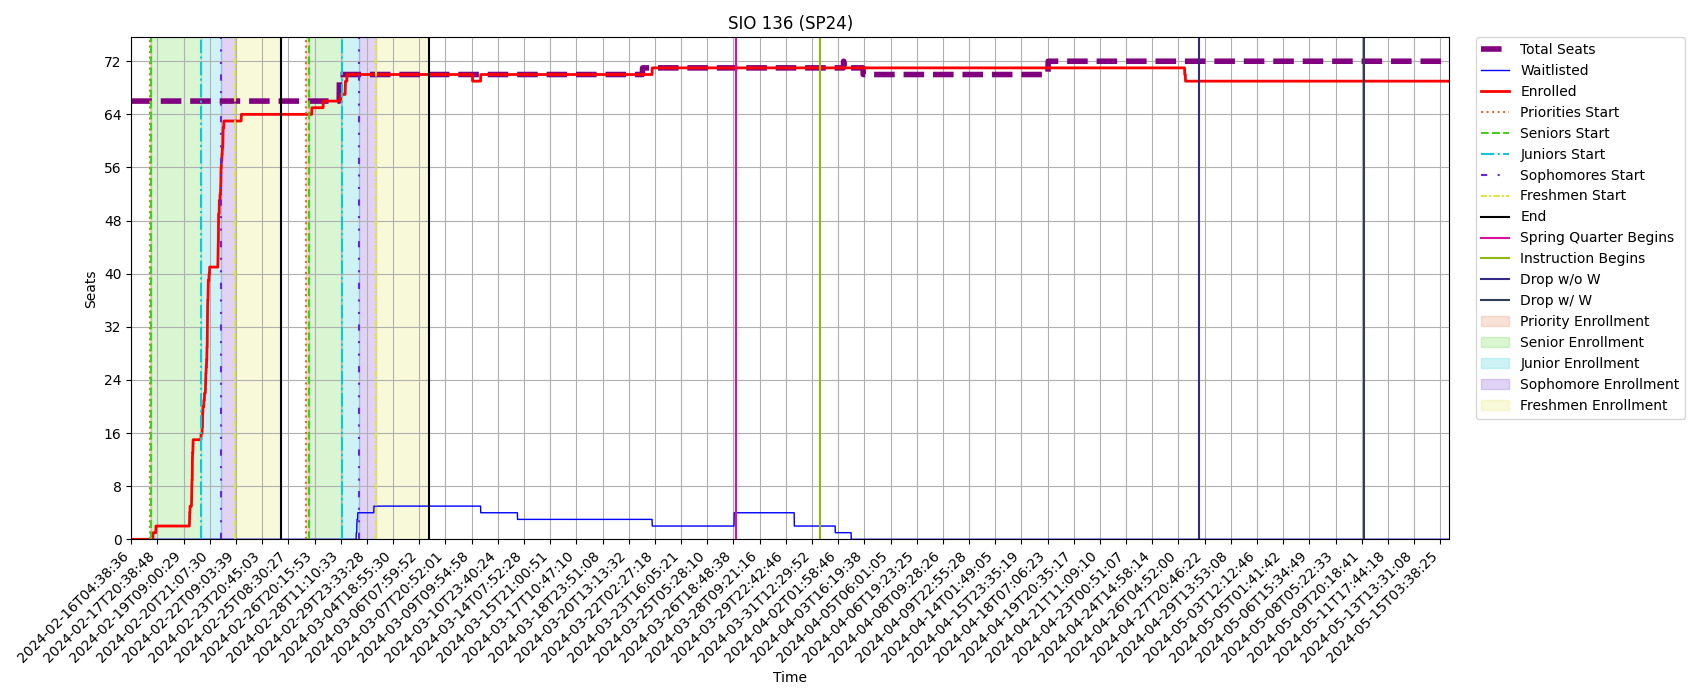 SIO 136 (SP24)
Seats
72
64
56
48
40
32
24
16
8
0
2024-02-16T04:38:36
2024-02-17T20:38:48
2024-02-19T09:00:29
2024-02-20T21:07:30
2024-02-22T09:03:39
2024-02-23T20:45:03
2024-02-25T08:30:27
2024-02-26T20:15:53
2024-02-28T11:10:33
2024-02-29T23:33:28
2024-03-04T18:55:30
2024-03-06T07:59:52
2024-03-07T20:52:01
2024-03-09T09:54:58
2024-03-10T23:40:24
2024-03-14T07:52:28
2024-03-15T21:00:51
2024-03-17T10:47:10
2024-03-18T23:51:08
2024-03-20T13:13:32
2024-03-22T02:27:18
2024-03-23T16:05:21
2024-03-25T05:28:10
2024-03-26T18:48:38
2024-03-28T09:21:16
2024-03-29T22:42:46
2024-03-31T12:29:52
2024-04-02T01:58:46
2024-04-03T16:19:38
2024-04-05T06:01:05
2024-04-06T19:23:25
2024-04-08T09:28:26
2024-04-09T22:55:28
2024-04-14T01:49:05
2024-04-15T23:35:19
2024-04-18T07:06:23
2024-04-19T20:35:17
2024-04-21T11:09:10
2024-04-23T00:51:07
2024-04-24T14:58:14
2024-04-26T04:52:00
2024-04-27T20:46:22
2024-04-29T13:53:08
2024-05-03T12:12:46
2024-05-05T01:41:42
2024-05-06T15:34:49
2024-05-08T05:22:33
2024-05-09T20:18:41
2024-05-11T17:44:18
2024-05-13T13:31:08
2024-05-15T03:38:25
Time
Total Seats
Waitlisted
Enrolled
Priorities Start
Seniors Start
Juniors Start
Sophomores Start
Freshmen Start
End
Spring Quarter Begins
Instruction Begins
Drop w/o W
Drop w/ W
Priority Enrollment
Senior Enrollment
Junior Enrollment
Sophomore Enrollment
Freshmen Enrollment